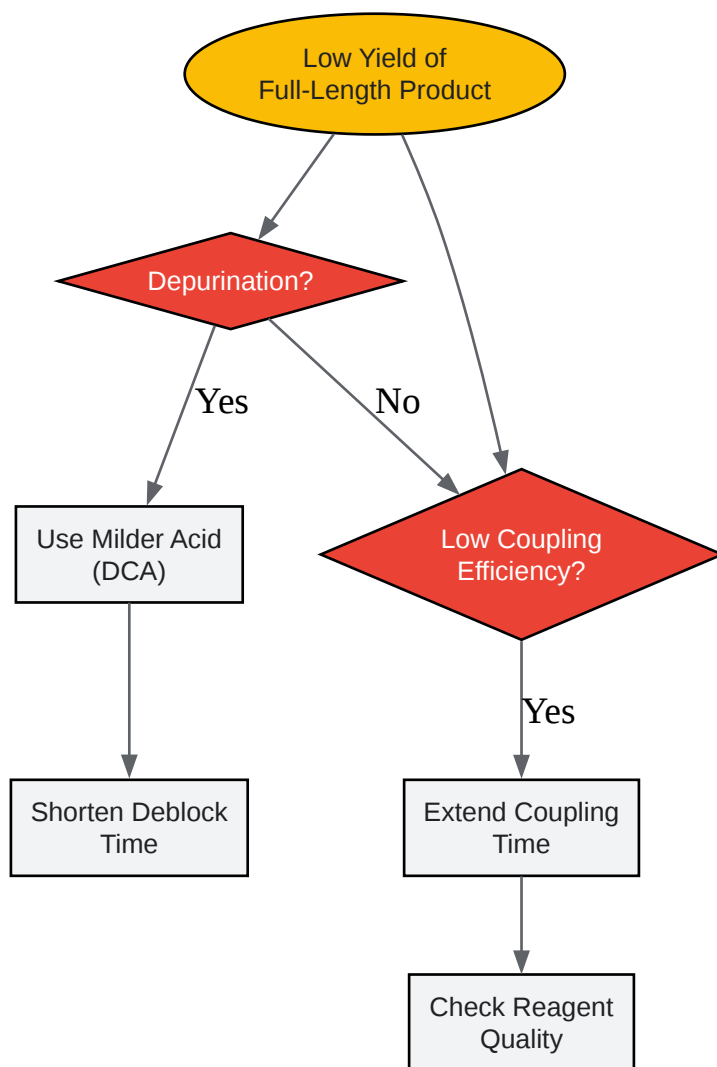 Low Yield of
Full-Length Product
Depurination?
Yes
No
Use Milder Acid
(DCA)
Low Coupling
Efficiency?
Yes
Shorten Deblock
Time
Extend Coupling
Time
Check Reagent
Quality